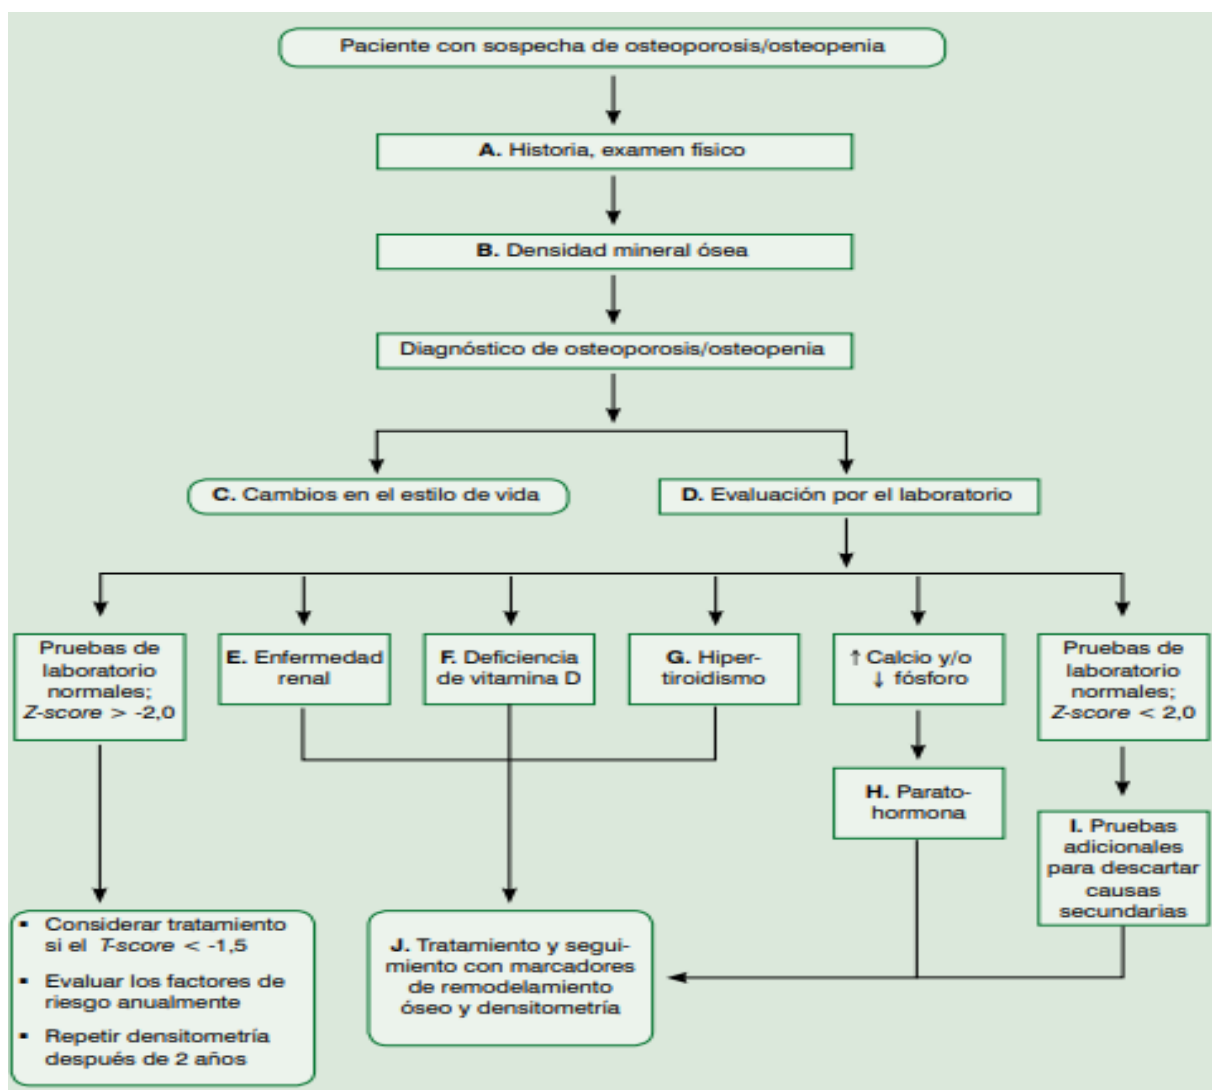 Paciente con sospecha de osteoporosis/osteopenia
A. Historia, examen físico
B. Densidad mineral ósea
Diagnóstico de osteoporosis/osteopenia
C. Cambios en el estilo de vida
D. Evaluación por el laboratorio
Pruebas de
laboratorio
normales;
Z-score > -2,0
E. Enfermedad
renal
F. Deficiencia
de vitamina D
G. Hiper-
tiroidismo
↑ Calcio y/o
↓ fósforo
Pruebas de
laboratorio
normales;
Z-score < 2,0
H. Parato-
hormona
I. Pruebas
adicionales
para descartar
causas
secundarias
▪ Considerar tratamiento
si el T-score < -1,5
▪ Evaluar los factores de
riesgo anualmente
▪ Repetir densitometría
después de 2 años
J. Tratamiento y segui-
miento con marcadores
de remodelamiento
óseo y densitometría